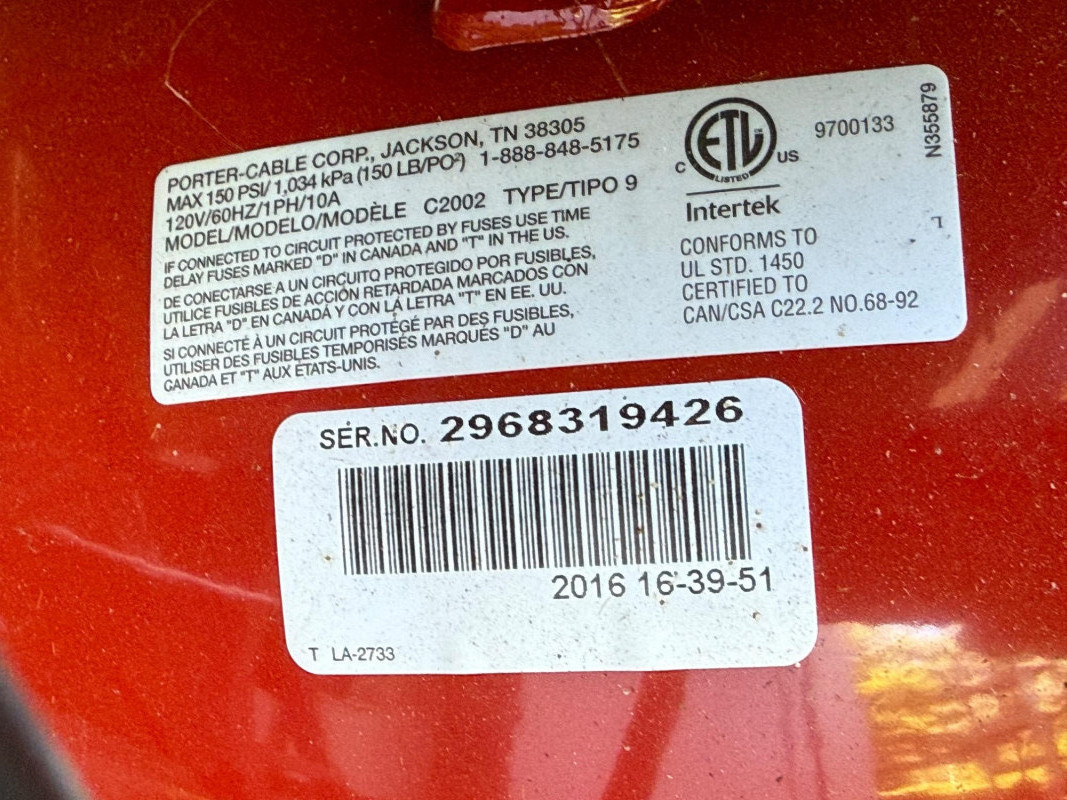 PORTER-CABLE CORP., JACKSON, TN 38305
MAX 150 PSI/ 1,034 kPa (150 LB/PO²) 1-888-848-5175
120V/60HZ/1PH/10A
MODEL/MODELO/MODÈLE C2002 TYPE/TIPO 9
IF CONNECTED TO CIRCUIT PROTECTED BY FUSES USE TIME
DELAY FUSES MARKED "D" IN CANADA AND "T" IN THE US.
DE CONECTARSE A UN CIRCUITO PROTEGIDO POR FUSIBLES,
UTILICE FUSIBLES DE ACCIÓN RETARDADA MARCADOS CON
LA LETRA "D" EN CANADÁ Y CON LA LETRA "T" EN EE. UU.
SI CONNECTÉ À UN CIRCUIT PROTÉGÉ PAR DES FUSIBLES,
UTILISER DES FUSIBLES TEMPORISÉS MARQUÉS "D" AU
CANADA ET "T" AUX ÉTATS-UNIS.
ETL
C US
LISTED
Intertek
9700133
N355879
CONFORMS TO
UL STD. 1450
CERTIFIED TO
CAN/CSA C22.2 NO.68-92
SER.NO. 2968319426
2016 16-39-51
T LA-2733